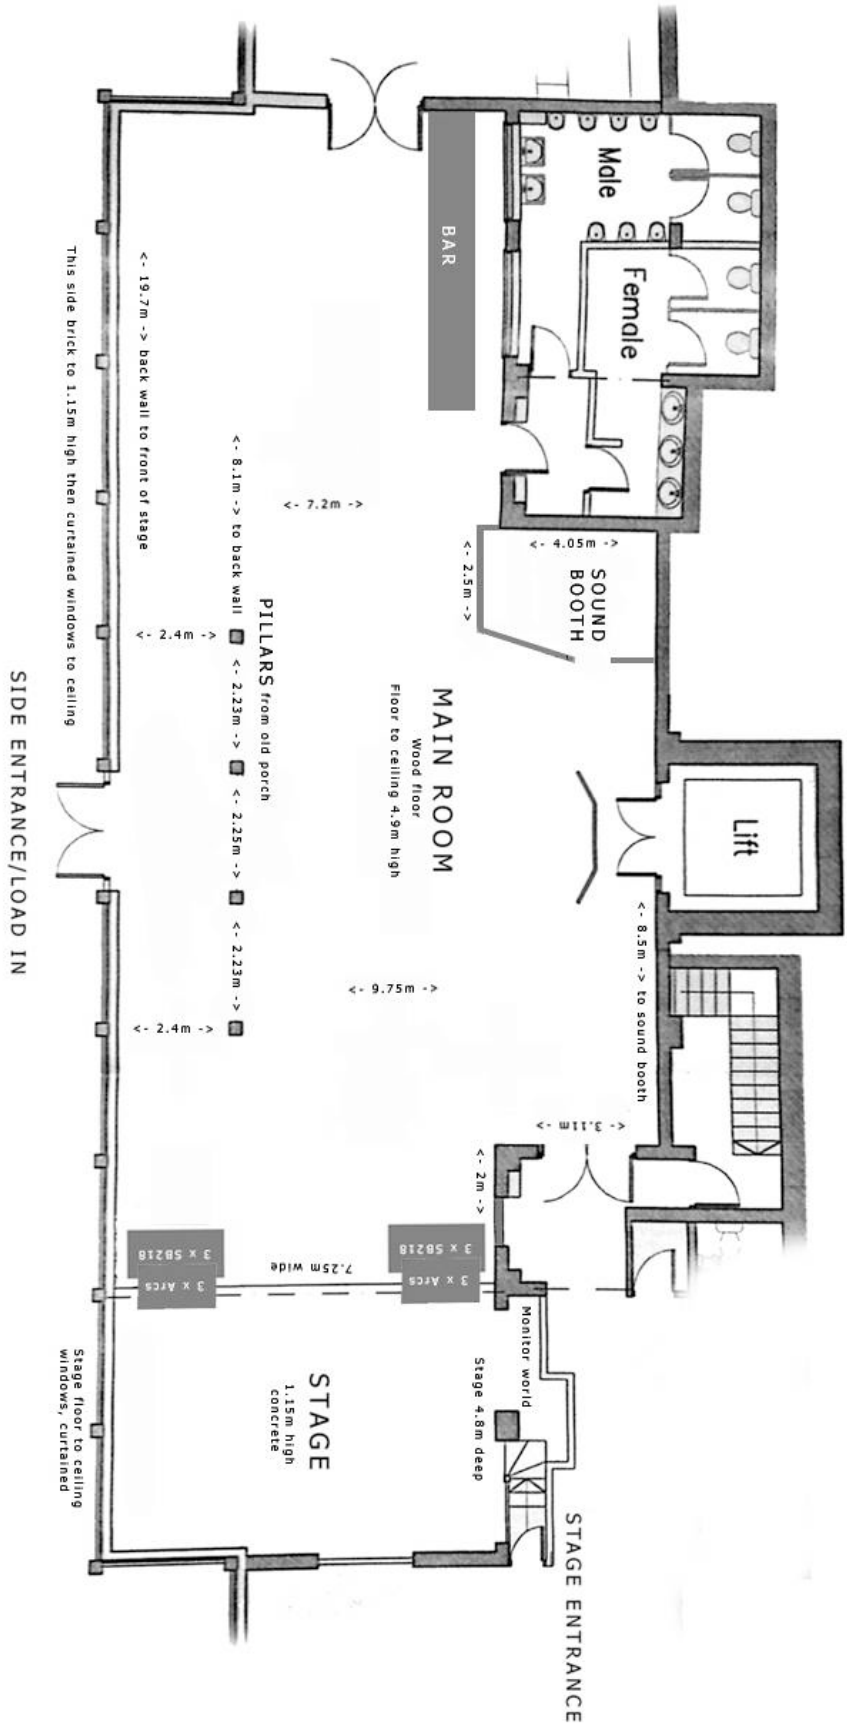 Male
Female
BAR
This side brick to 1.15m high then curtained windows to ceiling
<- 19.7m -> back wall to front of stage
<- 8.1m -> to back wall
<- 7.2m ->
<- 4.05m ->
<- 2.5m ->
SOUND
BOOTH
PILLARS from old porch
<- 2.4m ->
<- 2.23m ->
<- 2.25m ->
<- 2.23m ->
<- 2.4m ->
MAIN ROOM
Wood floor
Floor to ceiling 4.9m high
Lift
SIDE ENTRANCE/LOAD IN
<- 9.75m ->
<- 8.5m -> to sound booth
<- 3.11m ->
<- 2m ->
3 x SB218
3 x Arcs
7.25m wide
3 x SB218
3 x Arcs
Monitor world
Stage 4.8m deep
STAGE
1.15m high
concrete
Stage floor to ceiling
windows, curtained
STAGE ENTRANCE